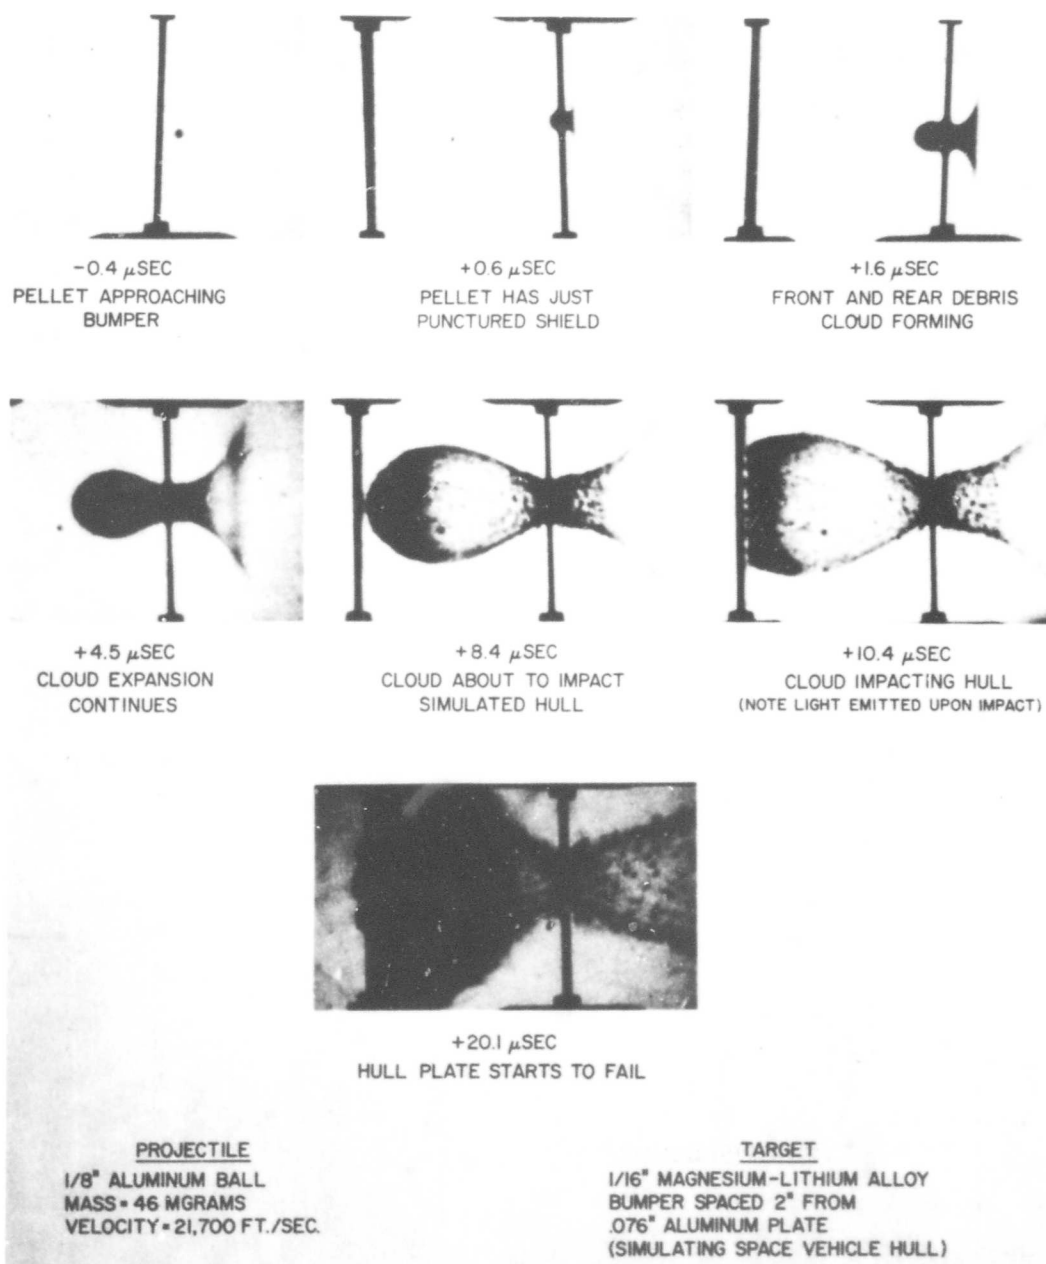 -0.4 μSEC
PELLET APPROACHING
BUMPER
+0.6 μSEC
PELLET HAS JUST
PUNCTURED SHIELD
+1.6 μSEC
FRONT AND REAR DEBRIS
CLOUD FORMING
+4.5 μSEC
CLOUD EXPANSION
CONTINUES
+8.4 μSEC
CLOUD ABOUT TO IMPACT
SIMULATED HULL
+10.4 μSEC
CLOUD IMPACTING HULL
(NOTE LIGHT EMITTED UPON IMPACT)
+20.1 μSEC
HULL PLATE STARTS TO FAIL
PROJECTILE
1/8" ALUMINUM BALL
MASS = 46 MGRAMS
VELOCITY = 21,700 FT./SEC.
TARGET
1/16" MAGNESIUM-LITHIUM ALLOY
BUMPER SPACED 2" FROM
.076" ALUMINUM PLATE
(SIMULATING SPACE VEHICLE HULL)